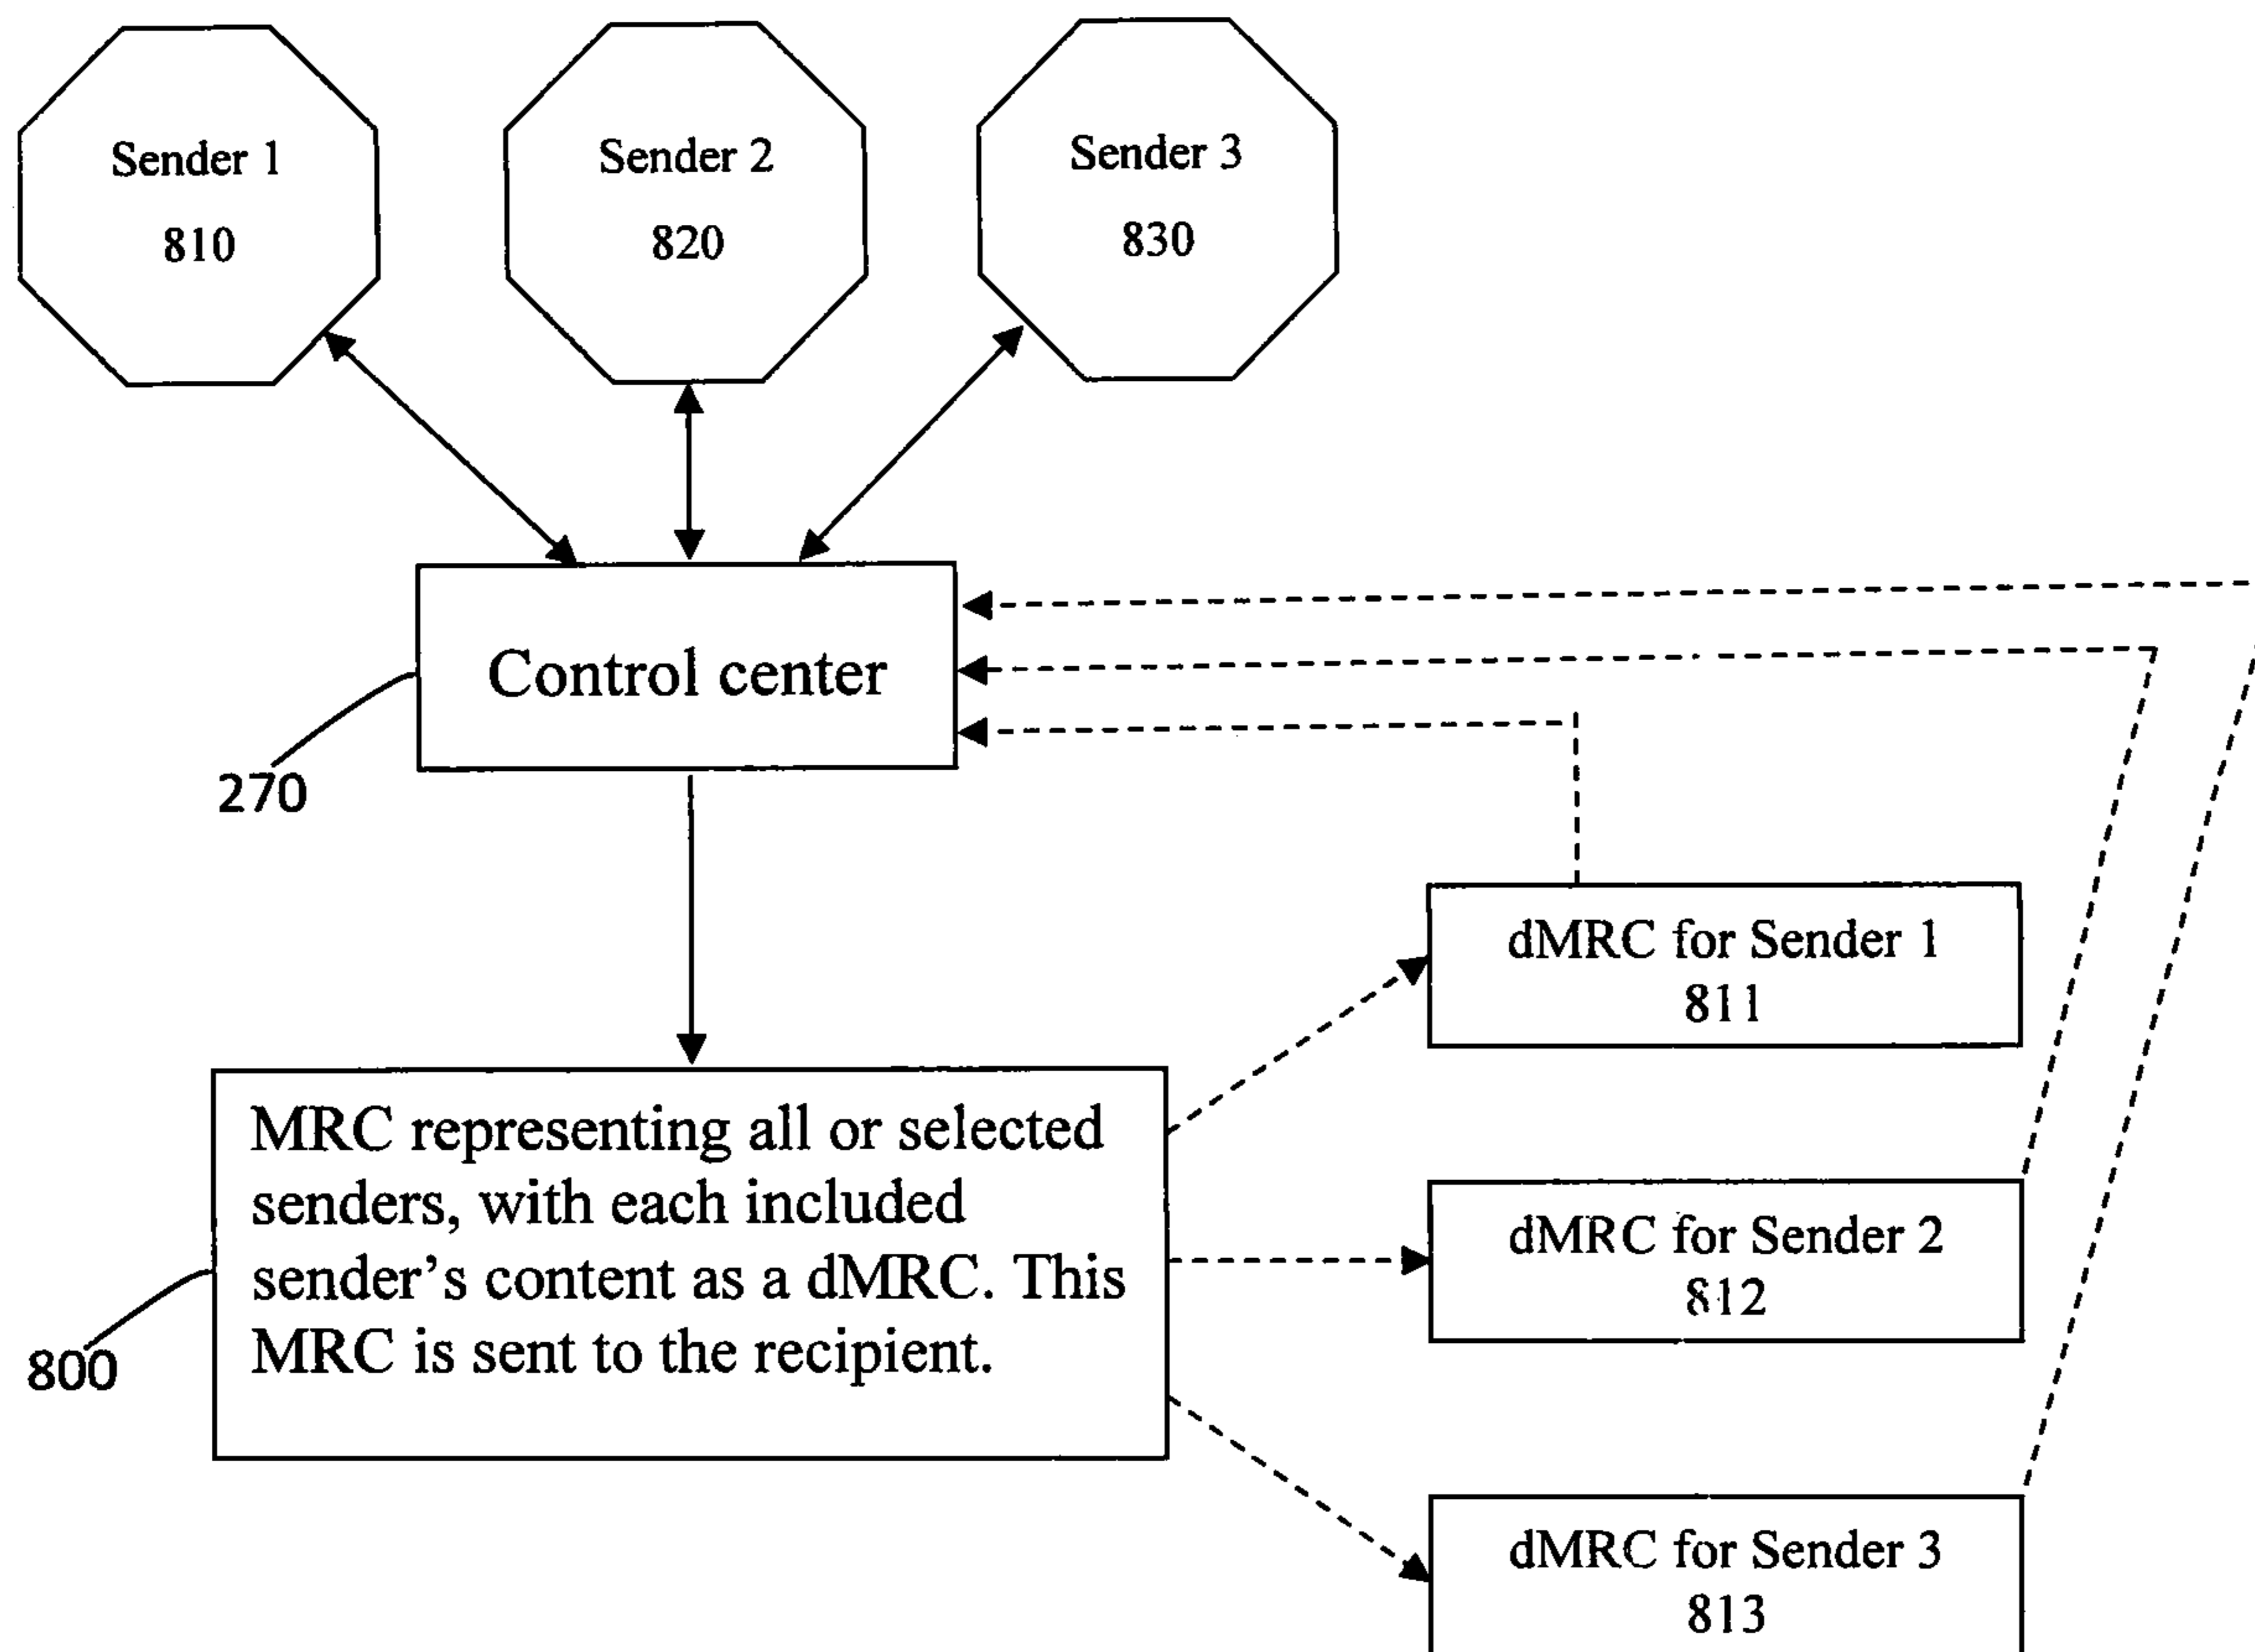 Sender 1
810
Sender 2
820
Sender 3
830
Control center
270
dMRC for Sender 1
811
MRC representing all or selected
senders, with each included
sender's content as a dMRC. This
MRC is sent to the recipient.
800
dMRC for Sender 2
812
dMRC for Sender 3
813